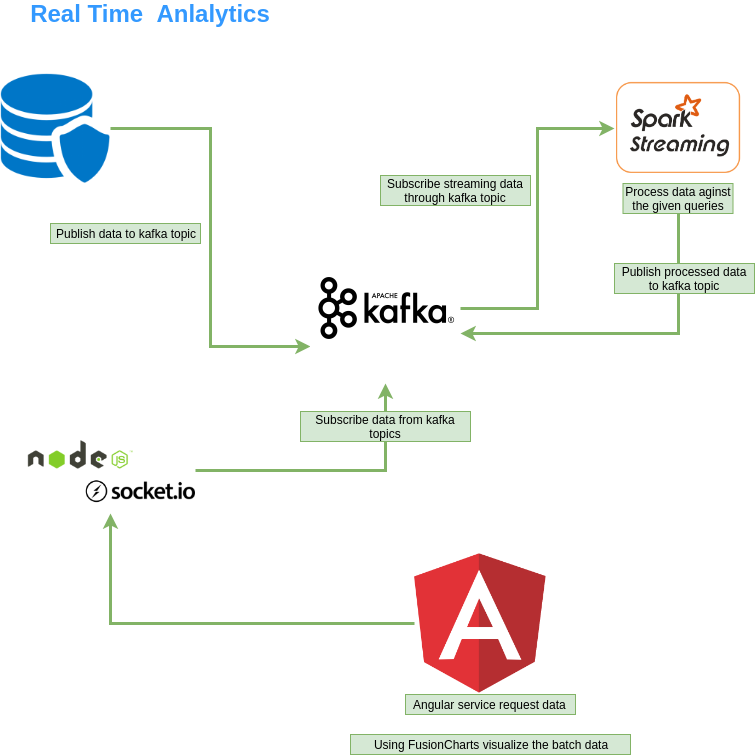 Real Time  Anlalytics
Spark
Streaming
Subscribe streaming data
through kafka topic
Process data aginst
the given queries
Publish data to kafka topic
Publish processed data
to kafka topic
APACHE
kafka®
Subscribe data from kafka
topics
node
JS
socket.io
A
Angular service request data
Using FusionCharts visualize the batch data